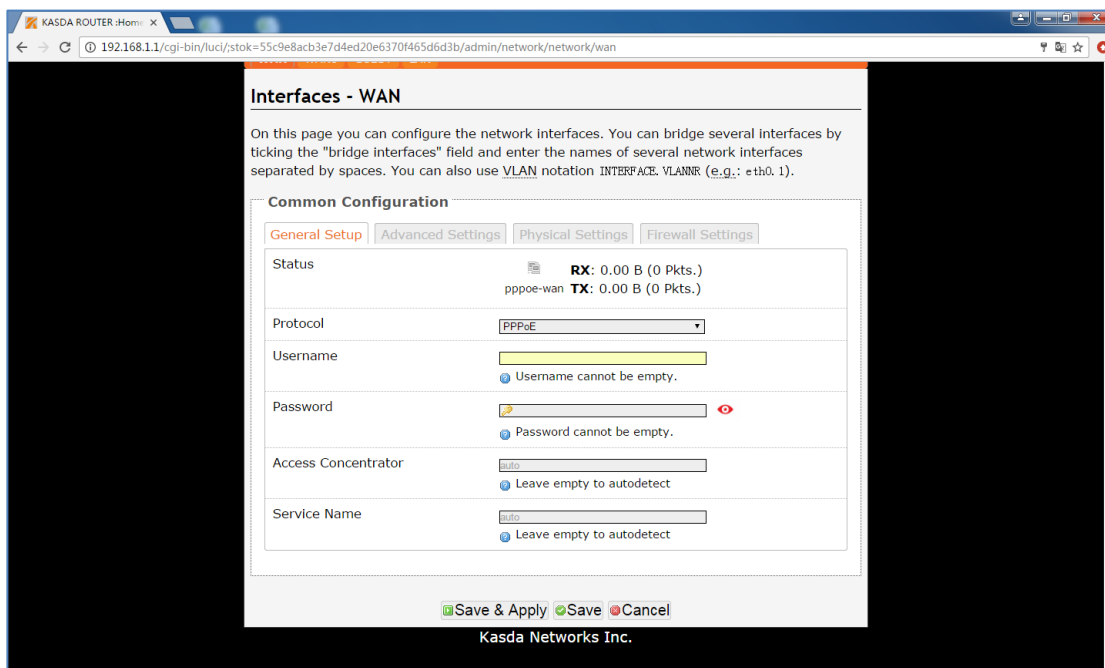 KASDA ROUTER :Home
192.168.1.1/cgi-bin/luci/;stok=55c9e8acb3e7d4ed20e6370f465d6d3b/admin/network/network/wan
Interfaces - WAN
On this page you can configure the network interfaces. You can bridge several interfaces by
ticking the "bridge interfaces" field and enter the names of several network interfaces
separated by spaces. You can also use VLAN notation INTERFACE.VLANNR (e.g.: eth0.1).
Common Configuration
General Setup Advanced Settings Physical Settings Firewall Settings
Status
RX: 0.00 B (0 Pkts.)
pppoe-wan TX: 0.00 B (0 Pkts.)
Protocol PPPoE
Username
Username cannot be empty.
Password
Password cannot be empty.
Access Concentrator auto
Leave empty to autodetect
Service Name auto
Leave empty to autodetect
Save & Apply Save Cancel
Kasda Networks Inc.